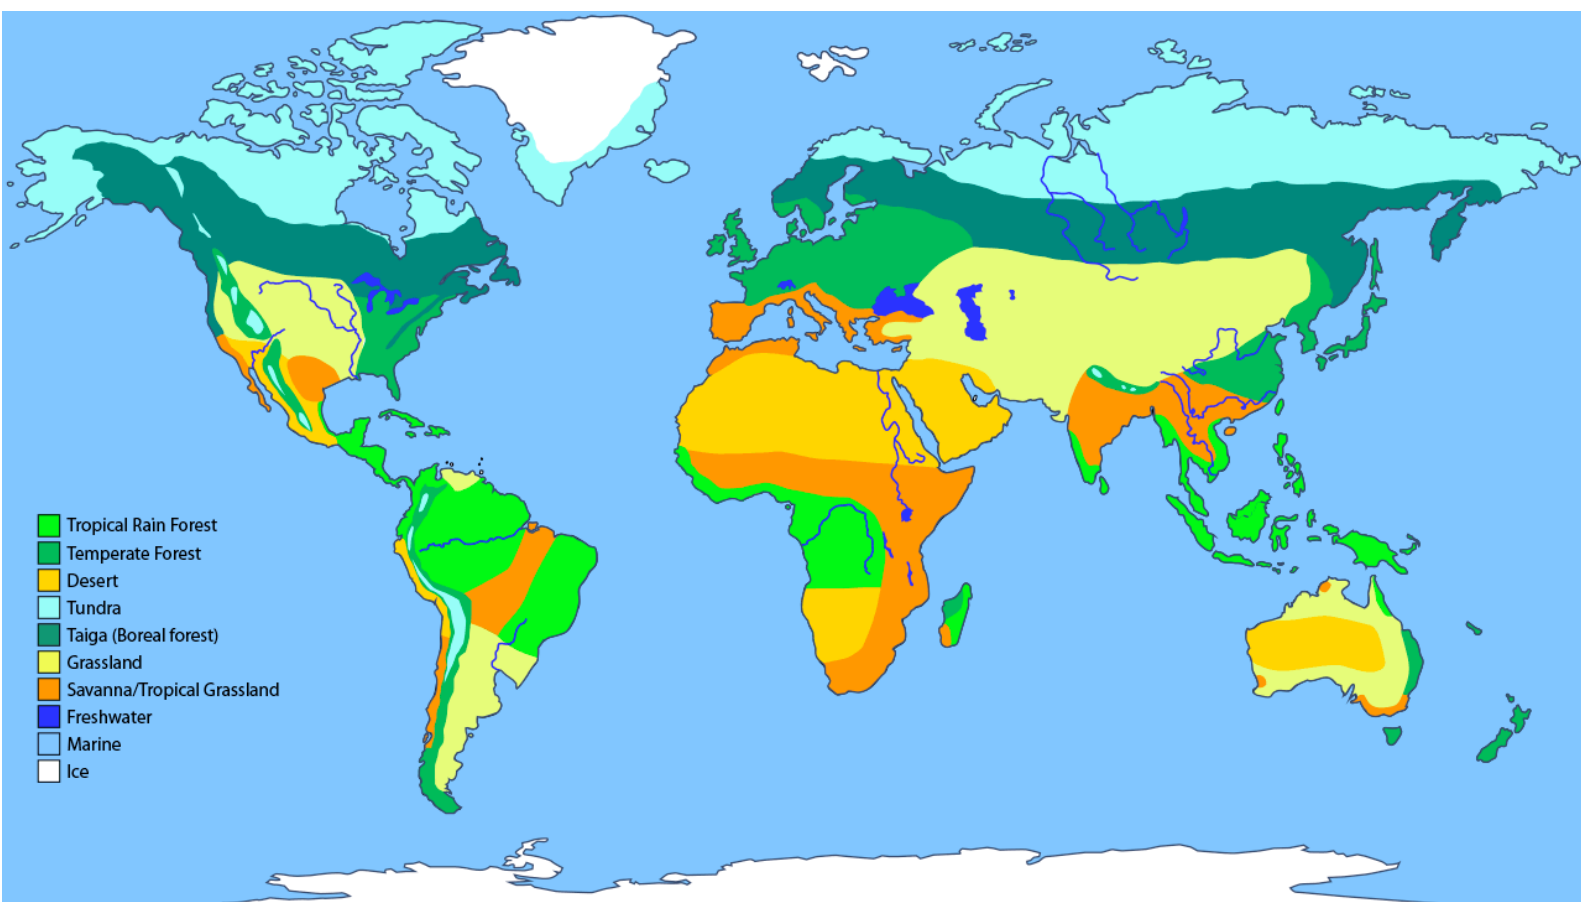 Tropical Rain Forest
Temperate Forest
Desert
Tundra
Taiga (Boreal forest)
Grassland
Savanna/Tropical Grassland
Freshwater
Marine
Ice